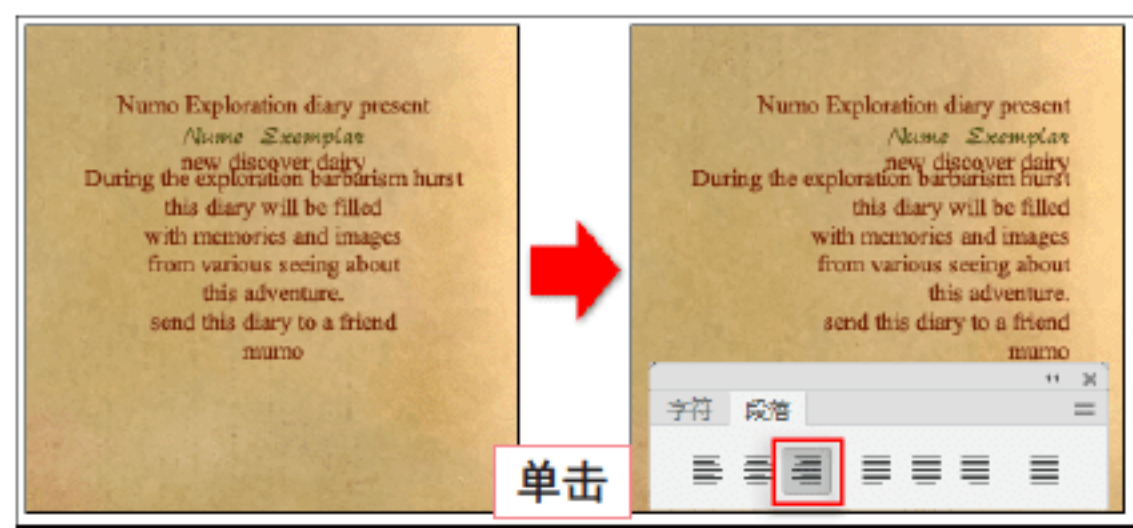 Numo Exploration diary present
Numo Exemplar
new discover dairy
During the exploration barbarism hurst
this diary will be filled
with memories and images
from various seeing about
this adventure.
send this diary to a friend
mumo
Numo Exploration diary present
Numo Exemplar
new discover dairy
During the exploration barbarism hurst
this diary will be filled
with memories and images
from various seeing about
this adventure.
send this diary to a friend
mumo
字符 段落
单击